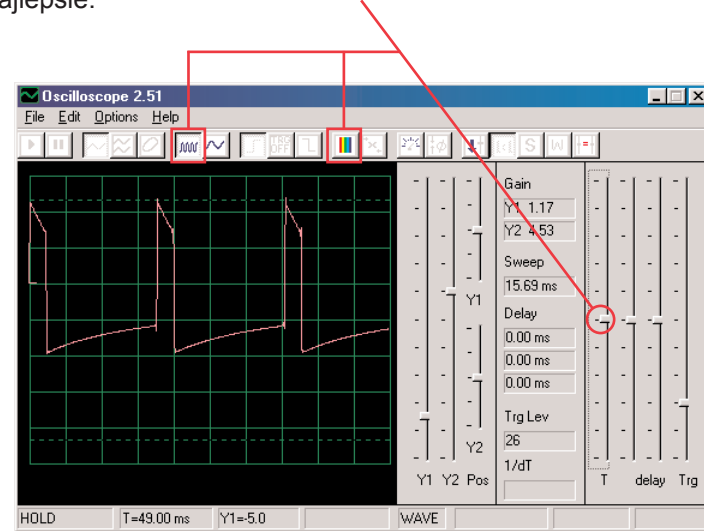 ajlepsie.
Oscilloscope 2.51
File Edit Options Help
TRG OFF
S W
Gain
Y1 1.17
Y2 4.53
Sweep
15.69 ms
Y1
Delay
0.00 ms
0.00 ms
0.00 ms
Trg Lev
26
Y2
1/dT
Y1 Y2 Pos
T delay Trg
HOLD T=49.00 ms Y1=-5.0 WAVE